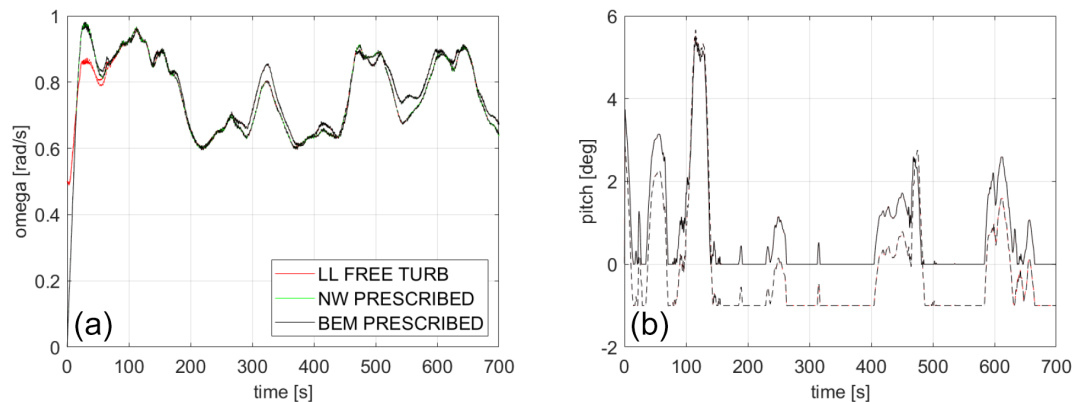 1
0.8
0.6
0.4
0.2
0
omega [rad/s]
LL FREE TURB
NW PRESCRIBED
BEM PRESCRIBED
(a)
0 100 200 300 400 500 600 700
time [s]
6
4
2
0
-2
pitch [deg]
(b)
0 100 200 300 400 500 600 700
time [s]